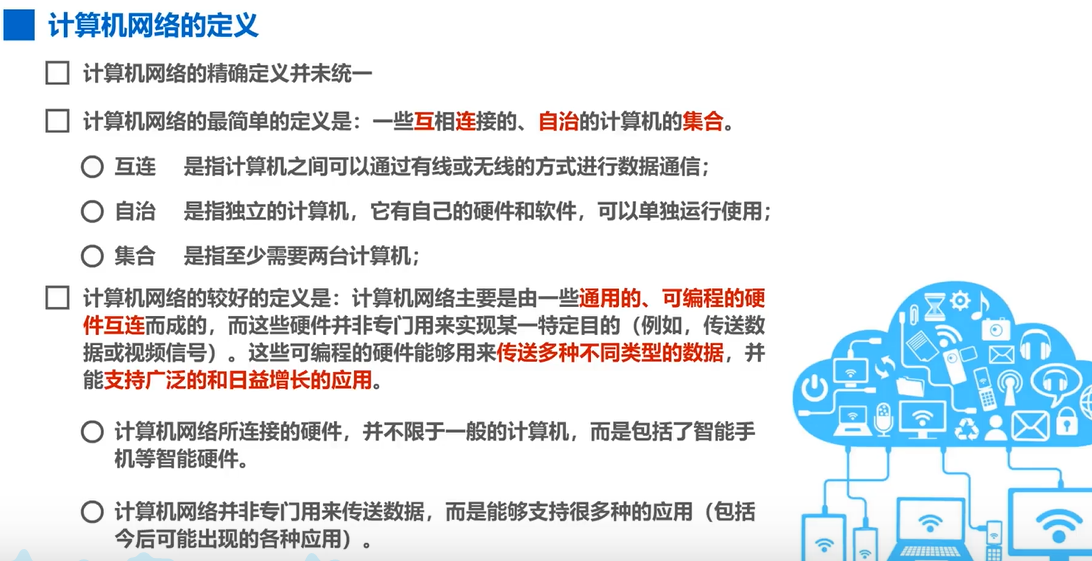 计算机网络的定义
计算机网络的精确定义并未统一
计算机网络的最简单的定义是：一些互相连接的、自治的计算机的集合。
互连 是指计算机之间可以通过有线或无线的方式进行数据通信；
自治 是指独立的计算机，它有自己的硬件和软件，可以单独运行使用；
集合 是指至少需要两台计算机；
计算机网络的较好的定义是：计算机网络主要是由一些通用的、可编程的硬
件互连而成的，而这些硬件并非专门用来实现某一特定目的（例如，传送数
据或视频信号）。这些可编程的硬件能够用来传送多种不同类型的数据，并
能支持广泛的和日益增长的应用。
计算机网络所连接的硬件，并不限于一般的计算机，而是包括了智能手
机等智能硬件。
计算机网络并非专门用来传送数据，而是能够支持很多种的应用（包括
今后可能出现的各种应用）。